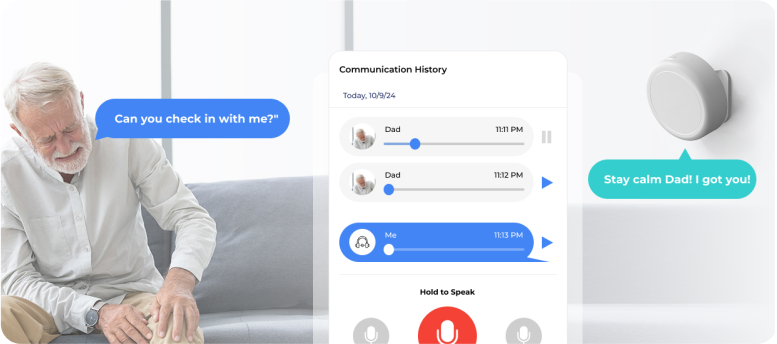 Communication History
Today, 10/9/24
Can you check in with me?"
Dad 11:11 PM
Dad 11:12 PM
Stay calm Dad! I got you!
Me 11:13 PM
Hold to Speak